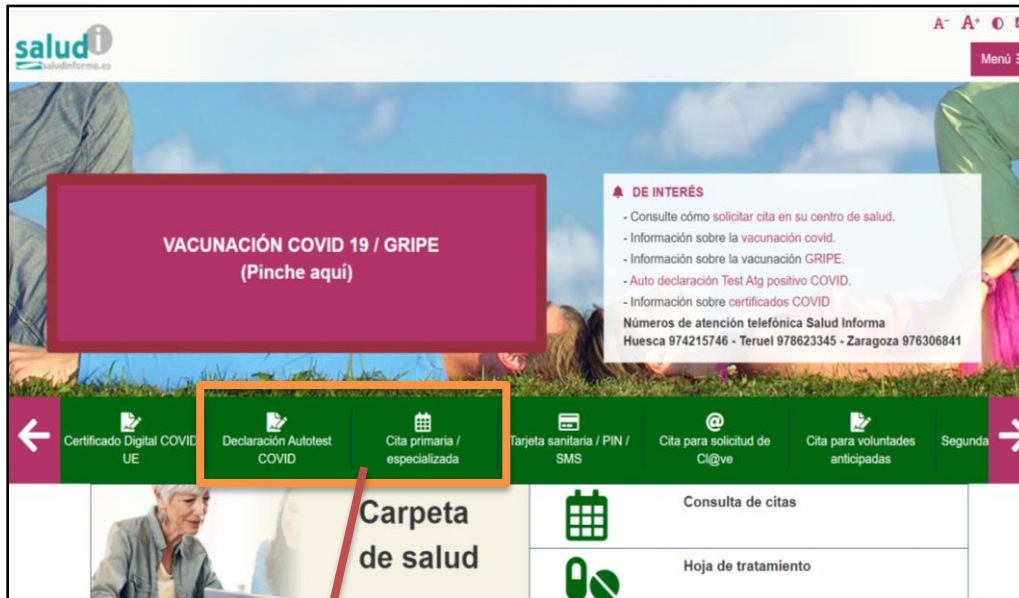 A⁻ A⁺
salud i
saludinforma.es
Menú
VACUNACIÓN COVID 19 / GRIPE
(Pinche aquí)
DE INTERÉS
- Consulte cómo solicitar cita en su centro de salud.
- Información sobre la vacunación covid.
- Información sobre la vacunación GRIPE.
- Auto declaración Test Atg positivo COVID.
- Información sobre certificados COVID
Números de atención telefónica Salud Informa
Huesca 974215746 - Teruel 978623345 - Zaragoza 976306841
Certificado Digital COVID
UE
Declaración Autotest
COVID
Cita primaria /
especializada
Tarjeta sanitaria / PIN /
SMS
@
Cita para solicitud de
Cl@ve
Cita para voluntades
anticipadas
Segunda
Carpeta
de salud
Consulta de citas
Hoja de tratamiento